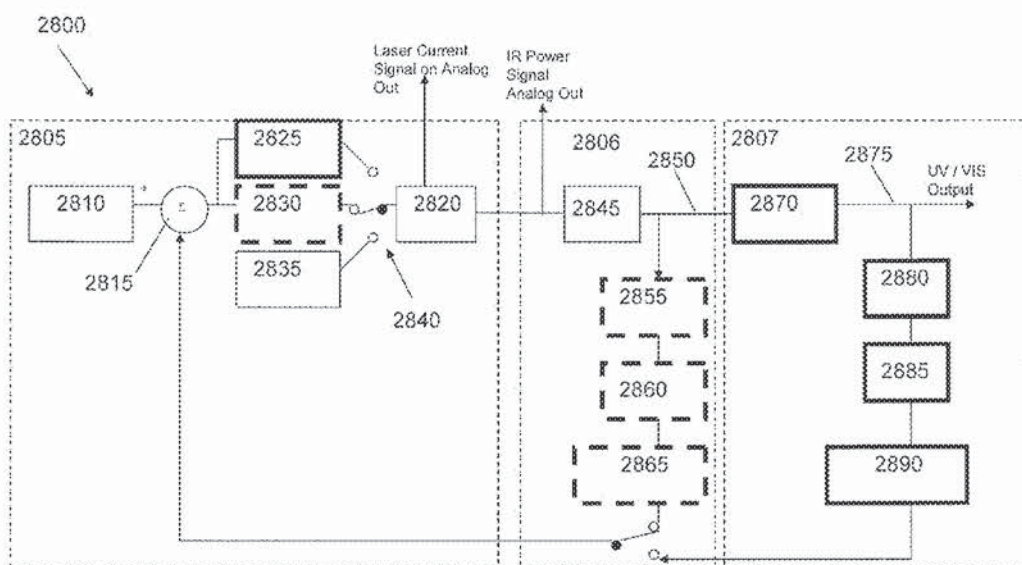 2800
Laser Current
Signal on Analog
Out
IR Power
Signal
Analog Out
2805
2825
2806
2850
2807
2875
UV / VIS
Output
2810
+
Σ
2830
2820
2845
2870
2815
2835
2840
2855
2880
2860
2885
2865
2890